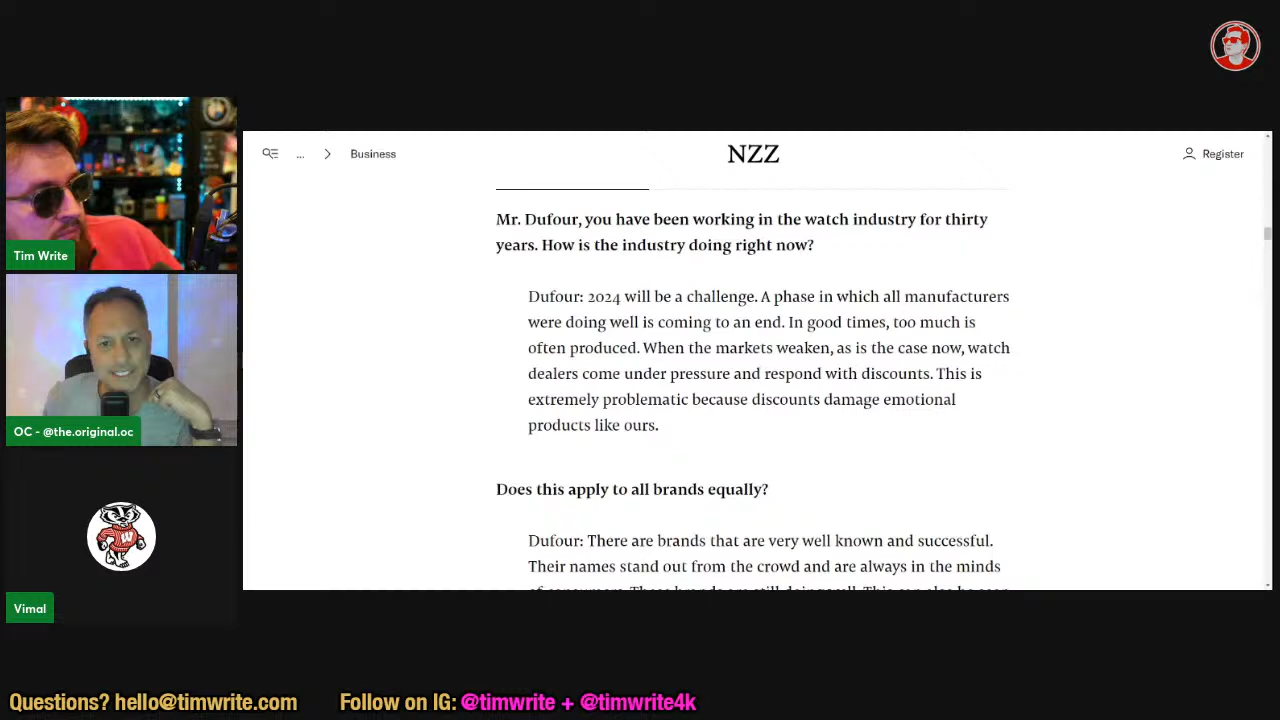 ... Business
NZZ
Register
Mr. Dufour, you have been working in the watch industry for thirty
years. How is the industry doing right now?
Dufour: 2024 will be a challenge. A phase in which all manufacturers
were doing well is coming to an end. In good times, too much is
often produced. When the markets weaken, as is the case now, watch
dealers come under pressure and respond with discounts. This is
extremely problematic because discounts damage emotional
products like ours.
Does this apply to all brands equally?
Dufour: There are brands that are very well known and successful.
Their names stand out from the crowd and are always in the minds
Tim Write
OC - @the.original.oc
W
Vimal
Questions? hello@timwrite.com
Follow on IG: @timwrite + @timwrite4k